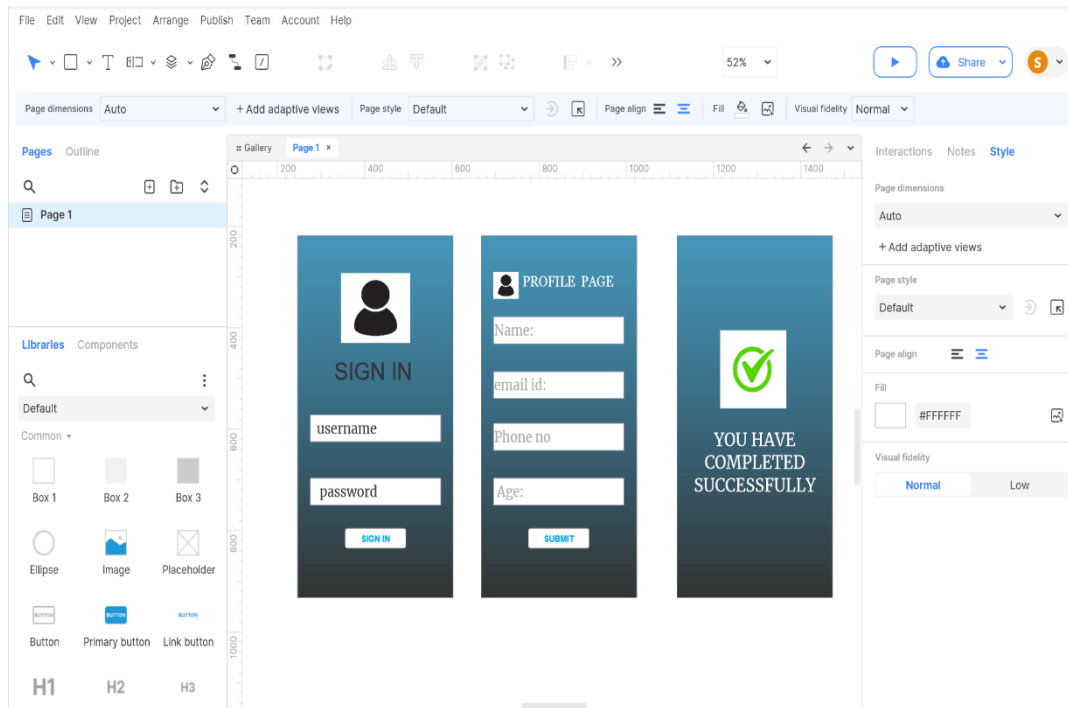 File Edit View Project Arrange Publish Team Account Help
52% Share S
Page dimensions Auto + Add adaptive views Page style Default Page align Fill Visual fidelity Normal
Pages Outline
Page 1
Libraries Components
Default
Common
Box 1 Box 2 Box 3
Ellipse Image Placeholder
BUTTON BUTTON BUTTON
Button Primary button Link button
H1 H2 H3
Gallery Page 1 ×
200 400 600 800 1000 1200 1400
200
400
600
800
1000
SIGN IN
username
password
SIGN IN
PROFILE PAGE
Name:
email id:
Phone no
Age:
SUBMIT
YOU HAVE
COMPLETED
SUCCESSFULLY
Interactions Notes Style
Page dimensions
Auto
+ Add adaptive views
Page style
Default
Page align
Fill
#FFFFFF
Visual fidelity
Normal Low